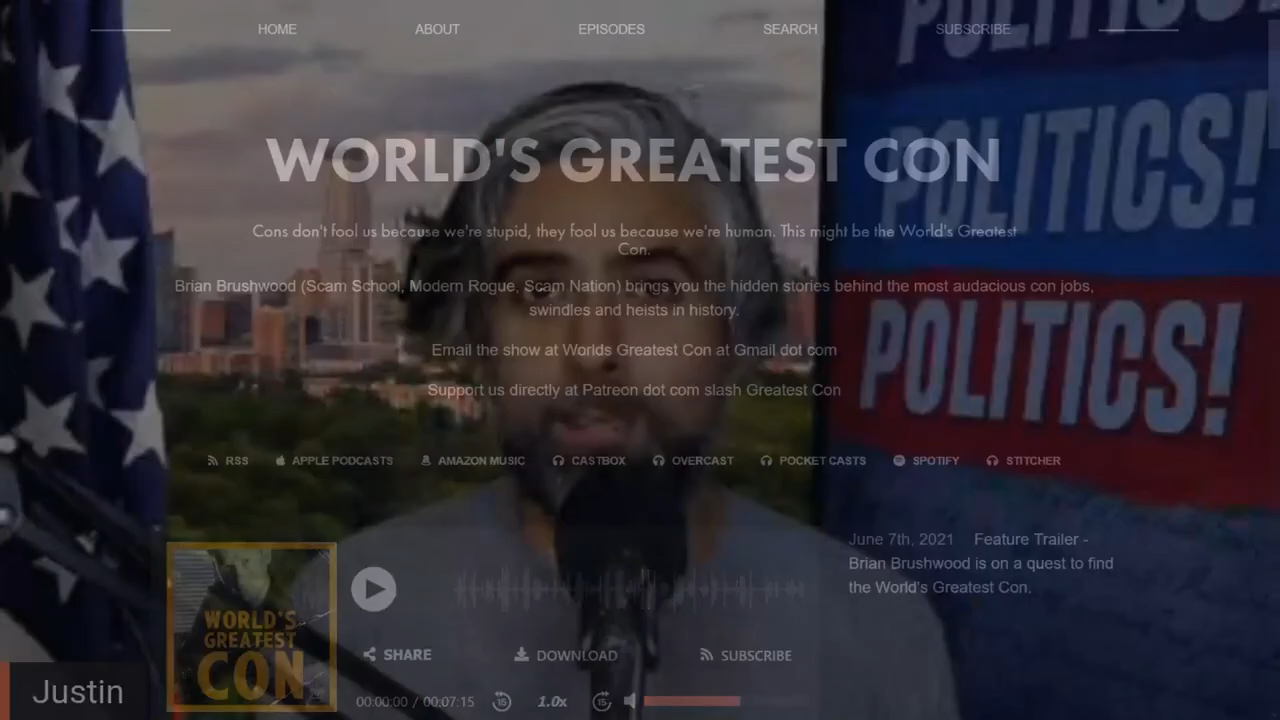 HOME ABOUT EPISODES SEARCH SUBSCRIBE
POLITICS!
WORLD'S GREATEST CON
POLITICS!
Cons don't fool us because we're stupid, they fool us because we're human. This might be the World's Greatest
Con.
Brian Brushwood (Scam School, Modern Rogue, Scam Nation) brings you the hidden stories behind the most audacious con jobs,
swindles and heists in history.
Email the show at Worlds Greatest Con at Gmail dot com
POLITICS!
Support us directly at Patreon dot com slash Greatest Con
RSS APPLE PODCASTS AMAZON MUSIC CASTBOX OVERCAST POCKET CASTS SPOTIFY STITCHER
June 7th, 2021 Feature Trailer -
Brian Brushwood is on a quest to find
the World's Greatest Con.
WORLD'S
GREATEST
CON
SHARE DOWNLOAD SUBSCRIBE
00:00:00 / 00:07:15 15 1.0x 15
Justin